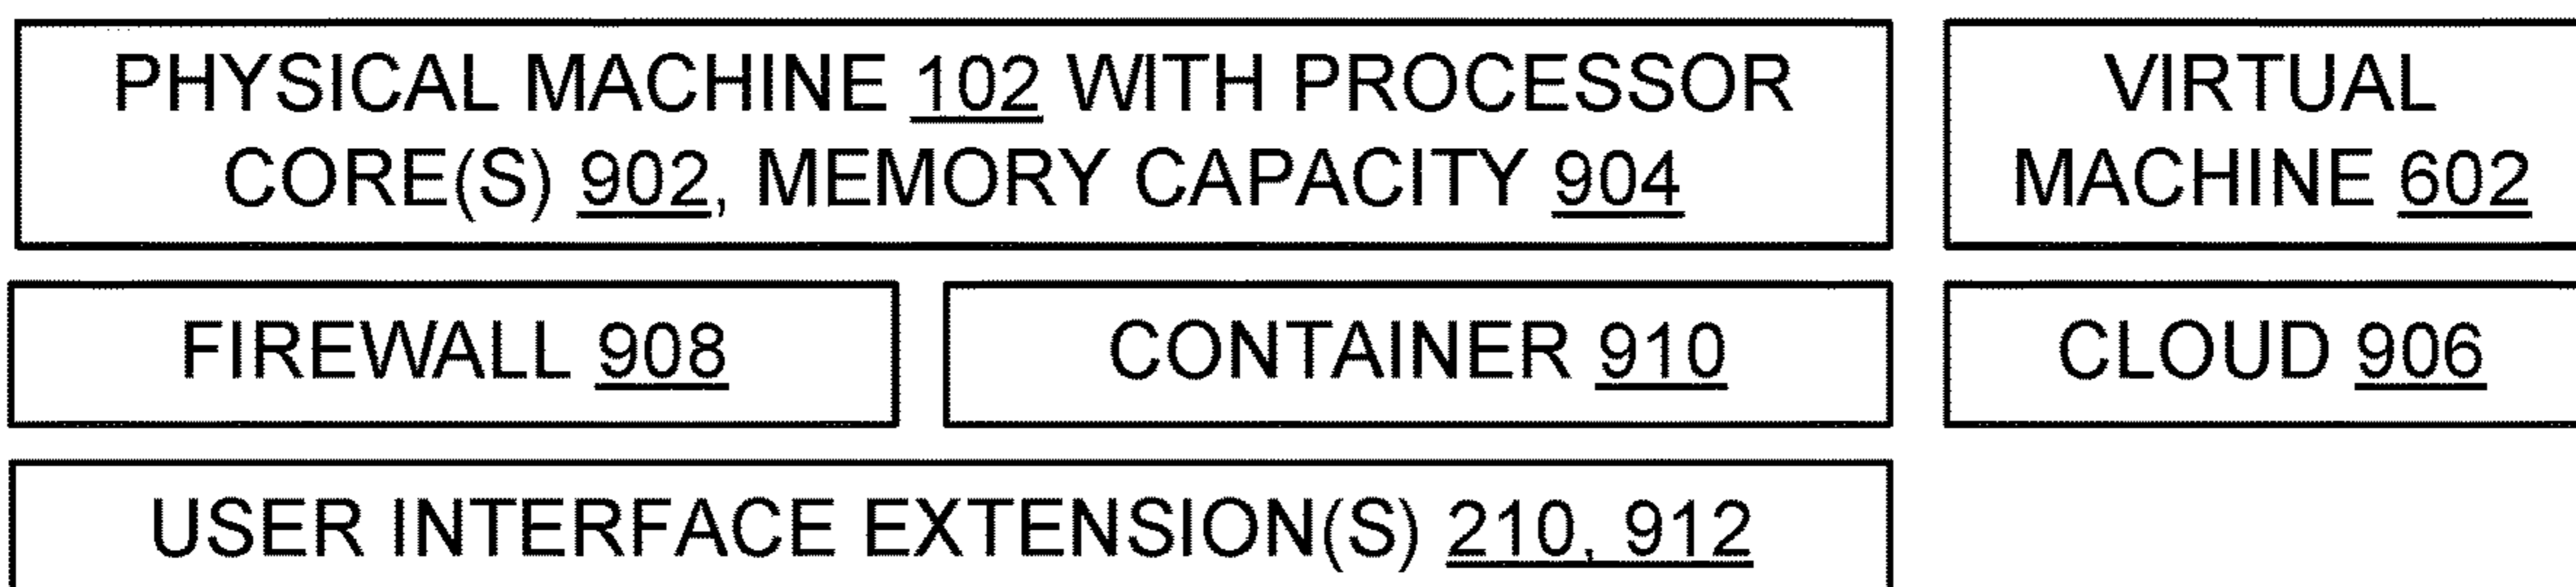 PHYSICAL MACHINE 102 WITH PROCESSOR
CORE(S) 902, MEMORY CAPACITY 904
VIRTUAL
MACHINE 602
FIREWALL 908
CONTAINER 910
CLOUD 906
USER INTERFACE EXTENSION(S) 210, 912